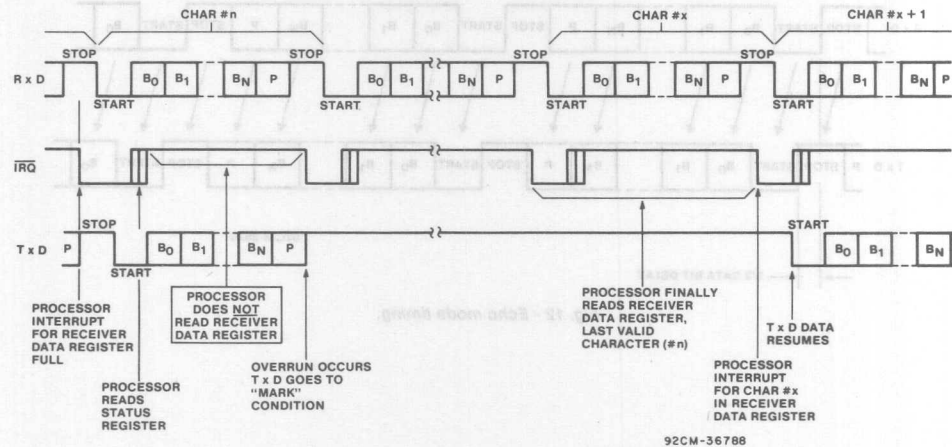 CHAR #n CHAR #x CHAR #x + 1
STOP STOP STOP STOP
R x D B0 B1 BN P B0 B1 BN P B0 B1 BN P B0 B1 BN P
START START START START
IRQ
STOP START
T x D P B0 B1 BN P B0 B1 BN
START
PROCESSOR
INTERRUPT
FOR RECEIVER
DATA REGISTER
FULL
PROCESSOR
READS
STATUS
REGISTER
PROCESSOR
DOES NOT
READ RECEIVER
DATA REGISTER
OVERRUN OCCURS
T x D GOES TO
"MARK"
CONDITION
PROCESSOR FINALLY
READS RECEIVER
DATA REGISTER,
LAST VALID
CHARACTER (#n)
PROCESSOR
INTERRUPT
FOR CHAR #x
IN RECEIVER
DATA REGISTER
T x D DATA
RESUMES
92CM-36788